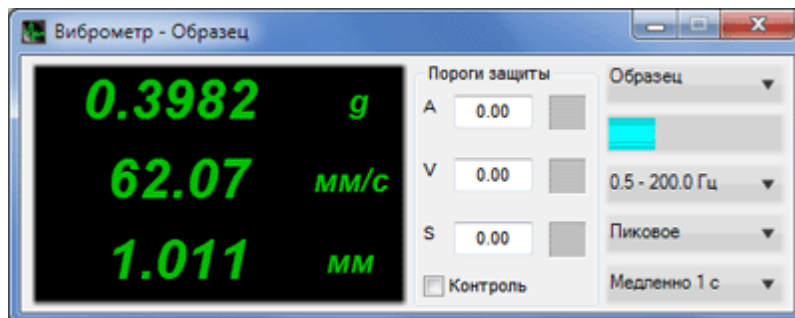 Виброметр - Образец
0.3982 g
62.07 мм/с
1.011 мм
Пороги защиты
A 0.00
V 0.00
S 0.00
Контроль
Образец
0.5 - 200.0 Гц
Пиковое
Медленно 1 с